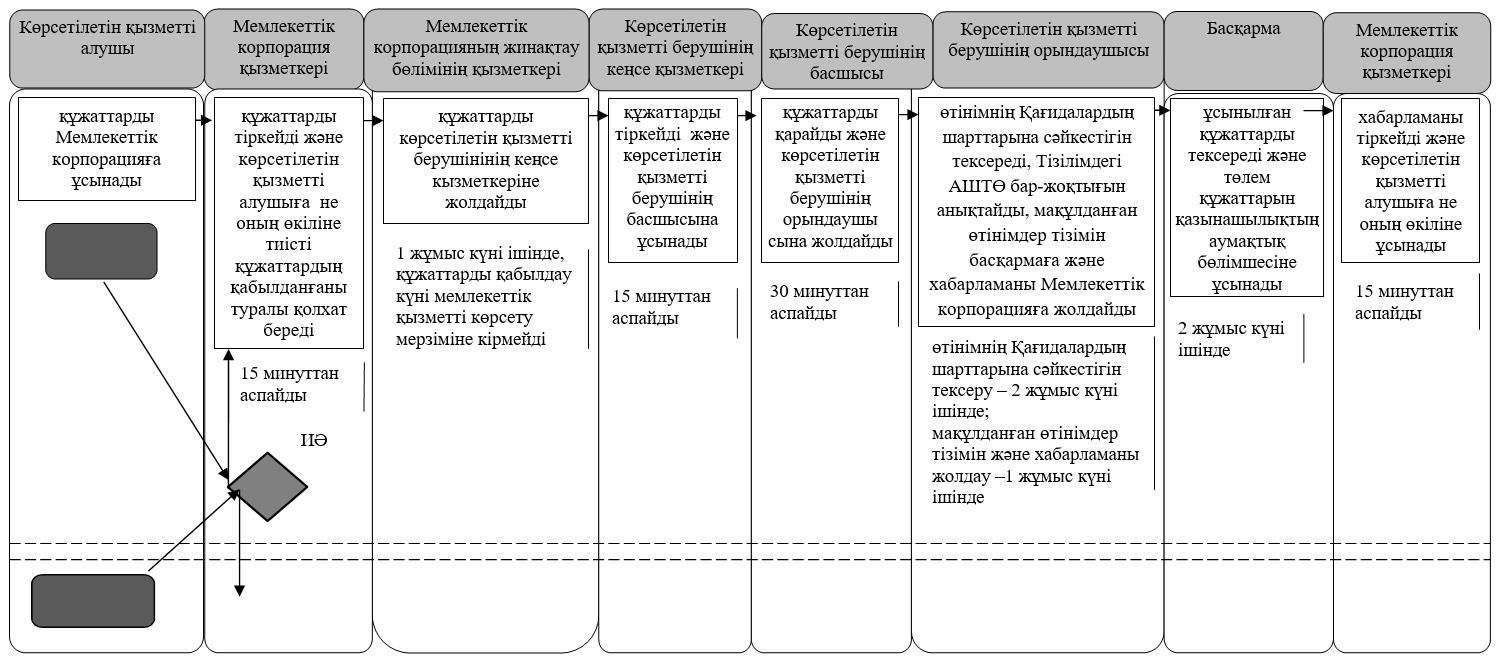 Көрсетілетін қызметті
алушы
Мемлекеттік
корпорация
қызметкері
Мемлекеттік
корпорацияның жинақтау
бөлімінің қызметкері
Көрсетілетін
қызметті берушінің
кеңсе қызметкері
Көрсетілетін
қызметті берушінің
басшысы
Көрсетілетін қызметті
берушінің орындаушысы
Басқарма
Мемлекеттік
корпорация
қызметкері
құжаттарды
Мемлекеттік
корпорацияға
ұсынады
құжаттарды
тіркейді және
көрсетілетін
қызметті
алушыға не
оның өкіліне
тиісті
құжаттардың
қабылданғаны
туралы қолхат
береді
15 минуттан
аспайды
ИӘ
құжаттарды
көрсетілетін қызметті
берушінінің кеңсе
кызметкеріне
жолдайды
1 жұмыс күні ішінде,
құжаттарды қабылдау
күні мемлекеттік
қызметті көрсету
мерзіміне кірмейді
құжаттарды
тіркейді және
көрсетілетін
қызметті
берушінің
басшысына
ұсынады
15 минуттан
аспайды
құжаттарды
қарайды және
көрсетілетін
қызметті
берушінің
орындаушы
сына жолдайды
30 минуттан
аспайды
өтінімнің Қағидалардың
шарттарына сәйкестігін
тексереді, Тізілімдегі
АШТӨ бар-жоқтығын
анықтайды, мақұлданған
өтінімдер тізімін
басқармаға және
хабарламаны Мемлекеттік
корпорацияға жолдайды
өтінімнің Қағидалардың
шарттарына сәйкестігін
тексеру – 2 жұмыс күні
ішінде;
мақұлданған өтінімдер
тізімін және хабарламаны
жолдау –1 жұмыс күні
ішінде
ұсынылған
құжаттарды
тексереді және
төлем
құжаттарын
қазынашылықтың
аумақтық
бөлімшесіне
ұсынады
2 жұмыс күні
ішінде
хабарламаны
тіркейді және
көрсетілетін
қызметті
алушыға не
оның өкіліне
ұсынады
15 минуттан
аспайды